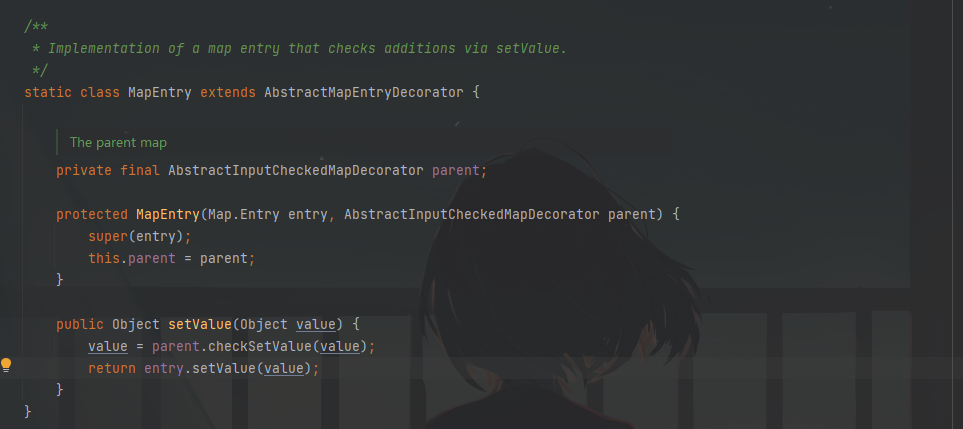 /**
 * Implementation of a map entry that checks additions via setValue.
 */
static class MapEntry extends AbstractMapEntryDecorator {
The parent map
private final AbstractInputCheckedMapDecorator parent;
protected MapEntry(Map.Entry entry, AbstractInputCheckedMapDecorator parent) {
super(entry);
this.parent = parent;
}
public Object setValue(Object value) {
value = parent.checkSetValue(value);
return entry.setValue(value);
}
}